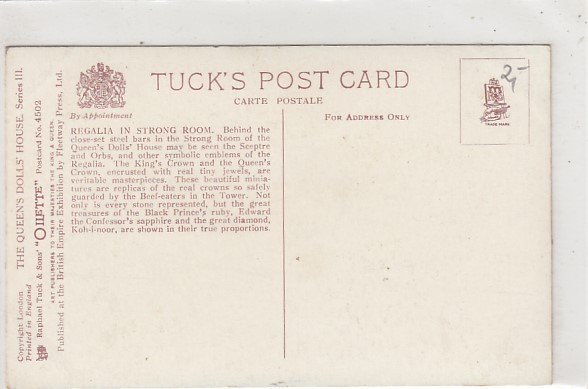 TUCK'S POST CARD
CARTE POSTALE
By Appointment
For Address Only
2/-
TRADE MARK
REGALIA IN STRONG ROOM. Behind the
close-set steel bars in the Strong Room of the
Queen's Dolls' House may be seen the Sceptre
and Orbs, and other symbolic emblems of the
Regalia. The King's Crown and the Queen's
Crown, encrusted with real tiny jewels, are
veritable masterpieces. These beautiful minia-
tures are replicas of the real crowns so safely
guarded by the Beef-eaters in the Tower. Not
only is every stone represented, but the great
treasures of the Black Prince's ruby, Edward
the Confessor's sapphire and the great diamond,
Koh-i-noor, are shown in their true proportions.
Copyright London THE QUEEN'S DOLLS' HOUSE. Series III.
Printed in England
Raphael Tuck & Sons' "OILETTE" Postcard No. 4502
ART PUBLISHERS TO THEIR MAJESTIES THE KING & QUEEN.
Published at the British Empire Exhibition by Fleetway Press, Ltd.